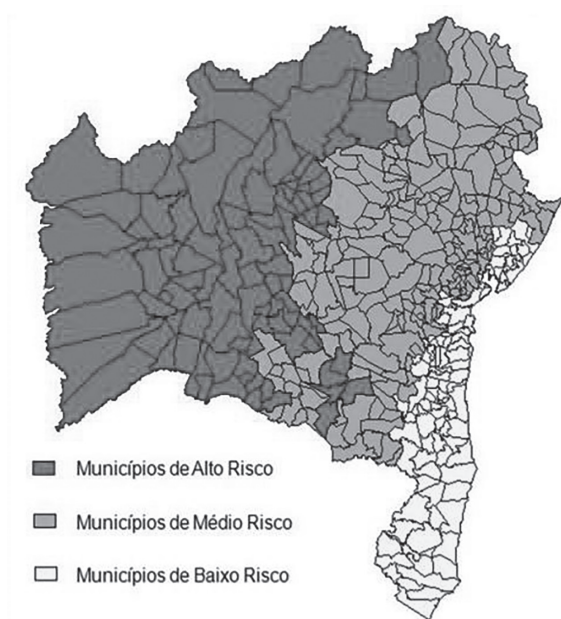 Municípios de Alto Risco
Municípios de Médio Risco
Municípios de Baixo Risco